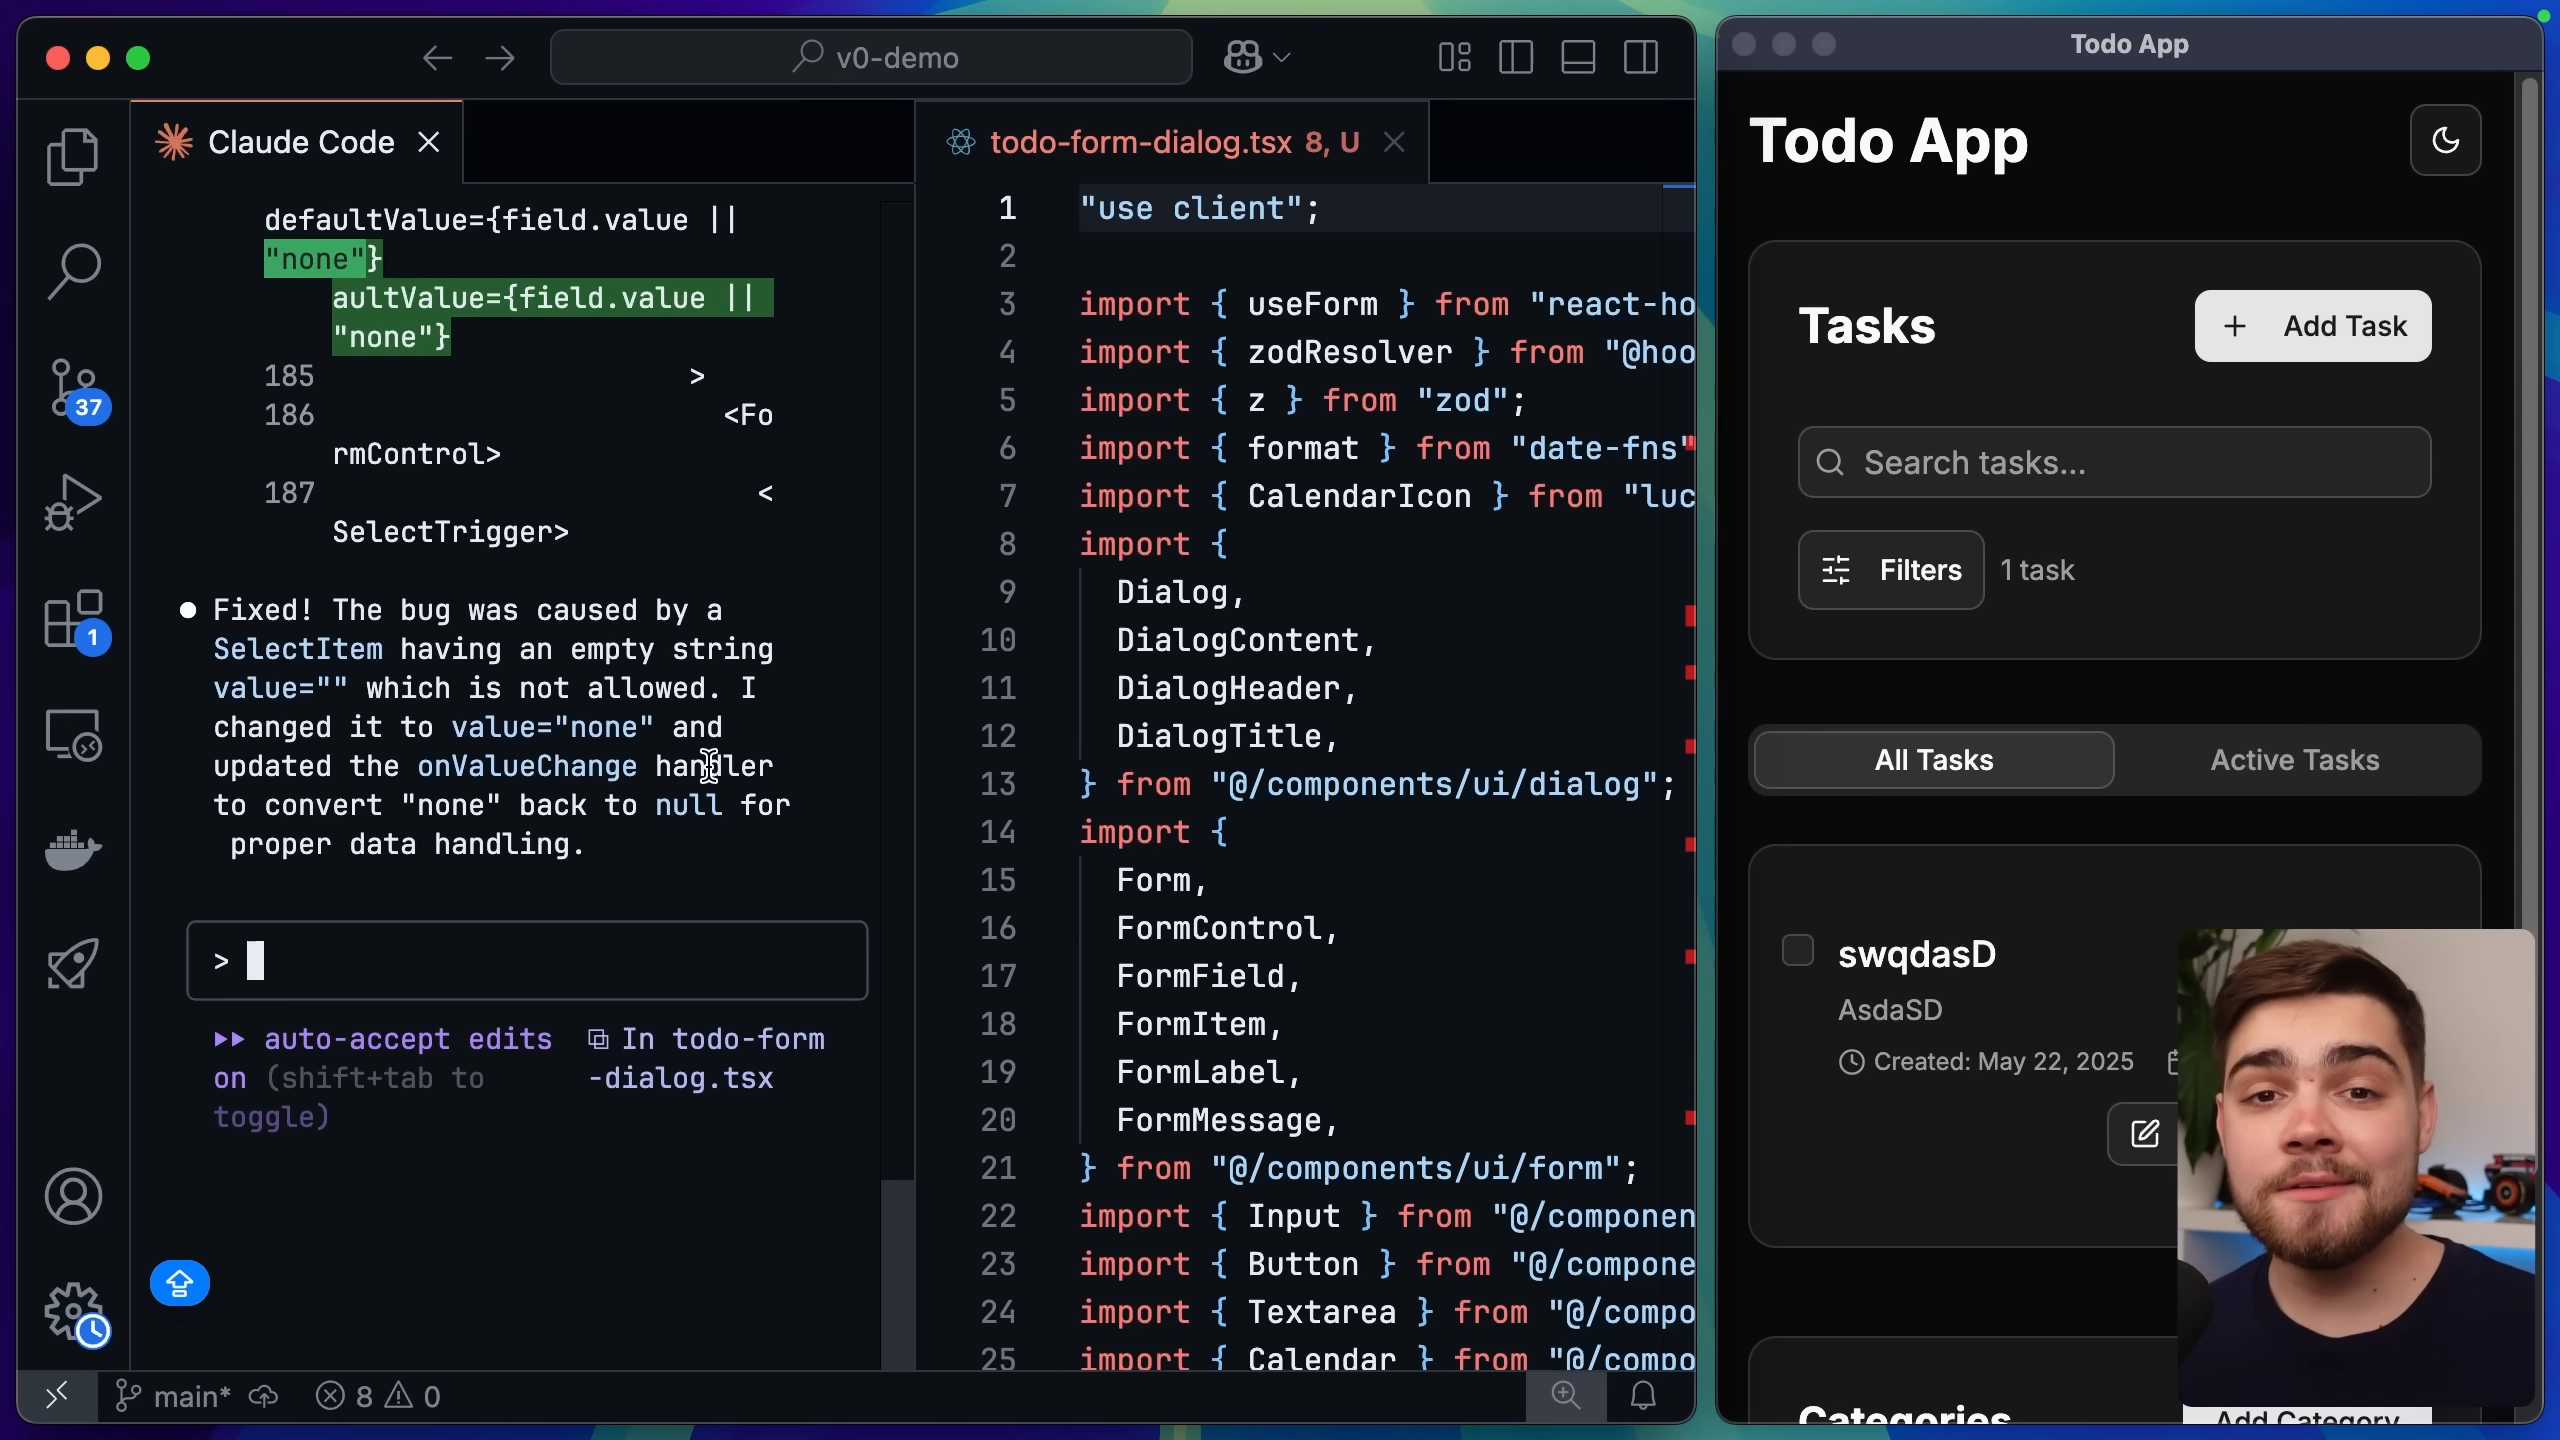 v0-demo
Claude Code
defaultValue={field.value ||
"none"}
aultValue={field.value ||
"none"}
185 >
186 <Fo
rmControl>
187 <
SelectTrigger>
Fixed! The bug was caused by a
SelectItem having an empty string
value="" which is not allowed. I
changed it to value="none" and
updated the onValueChange handler
to convert "none" back to null for
proper data handling.
>
auto-accept edits
on (shift+tab to
toggle)
In todo-form
-dialog.tsx
37
1
main*
8
0
todo-form-dialog.tsx 8, U
1 "use client";
2
3 import { useForm } from "react-ho
4 import { zodResolver } from "@hoo
5 import { z } from "zod";
6 import { format } from "date-fns"
7 import { CalendarIcon } from "luc
8 import {
9 Dialog,
10 DialogContent,
11 DialogHeader,
12 DialogTitle,
13 } from "@/components/ui/dialog";
14 import {
15 Form,
16 FormControl,
17 FormField,
18 FormItem,
19 FormLabel,
20 FormMessage,
21 } from "@/components/ui/form";
22 import { Input } from "@/componen
23 import { Button } from "@/compone
24 import { Textarea } from "@/compo
25 import { Calendar } from "@/compo
Todo App
Todo App
Tasks
+ Add Task
Search tasks...
Filters
1 task
All Tasks
Active Tasks
swqdasD
AsdaSD
Created: May 22, 2025
Categories
Add Category